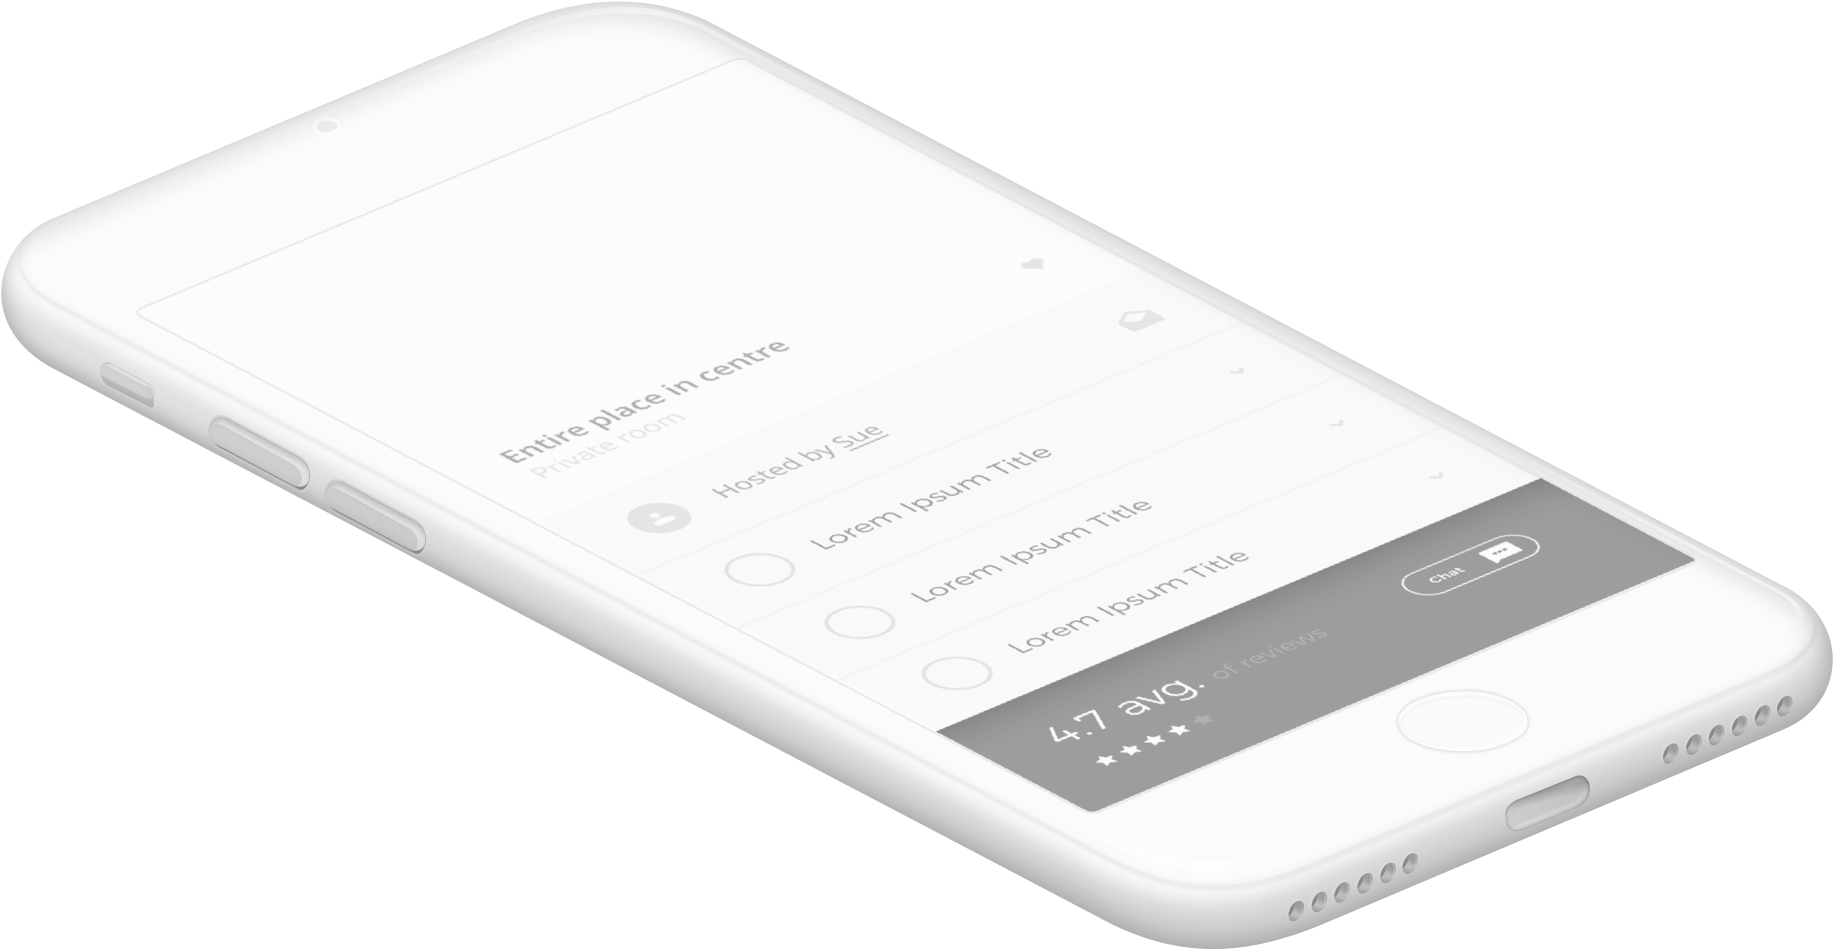 Entire place in centre
Private room
Hosted by Sue
Lorem Ipsum Title
Lorem Ipsum Title
Lorem Ipsum Title
4.7 avg. of reviews
Chat